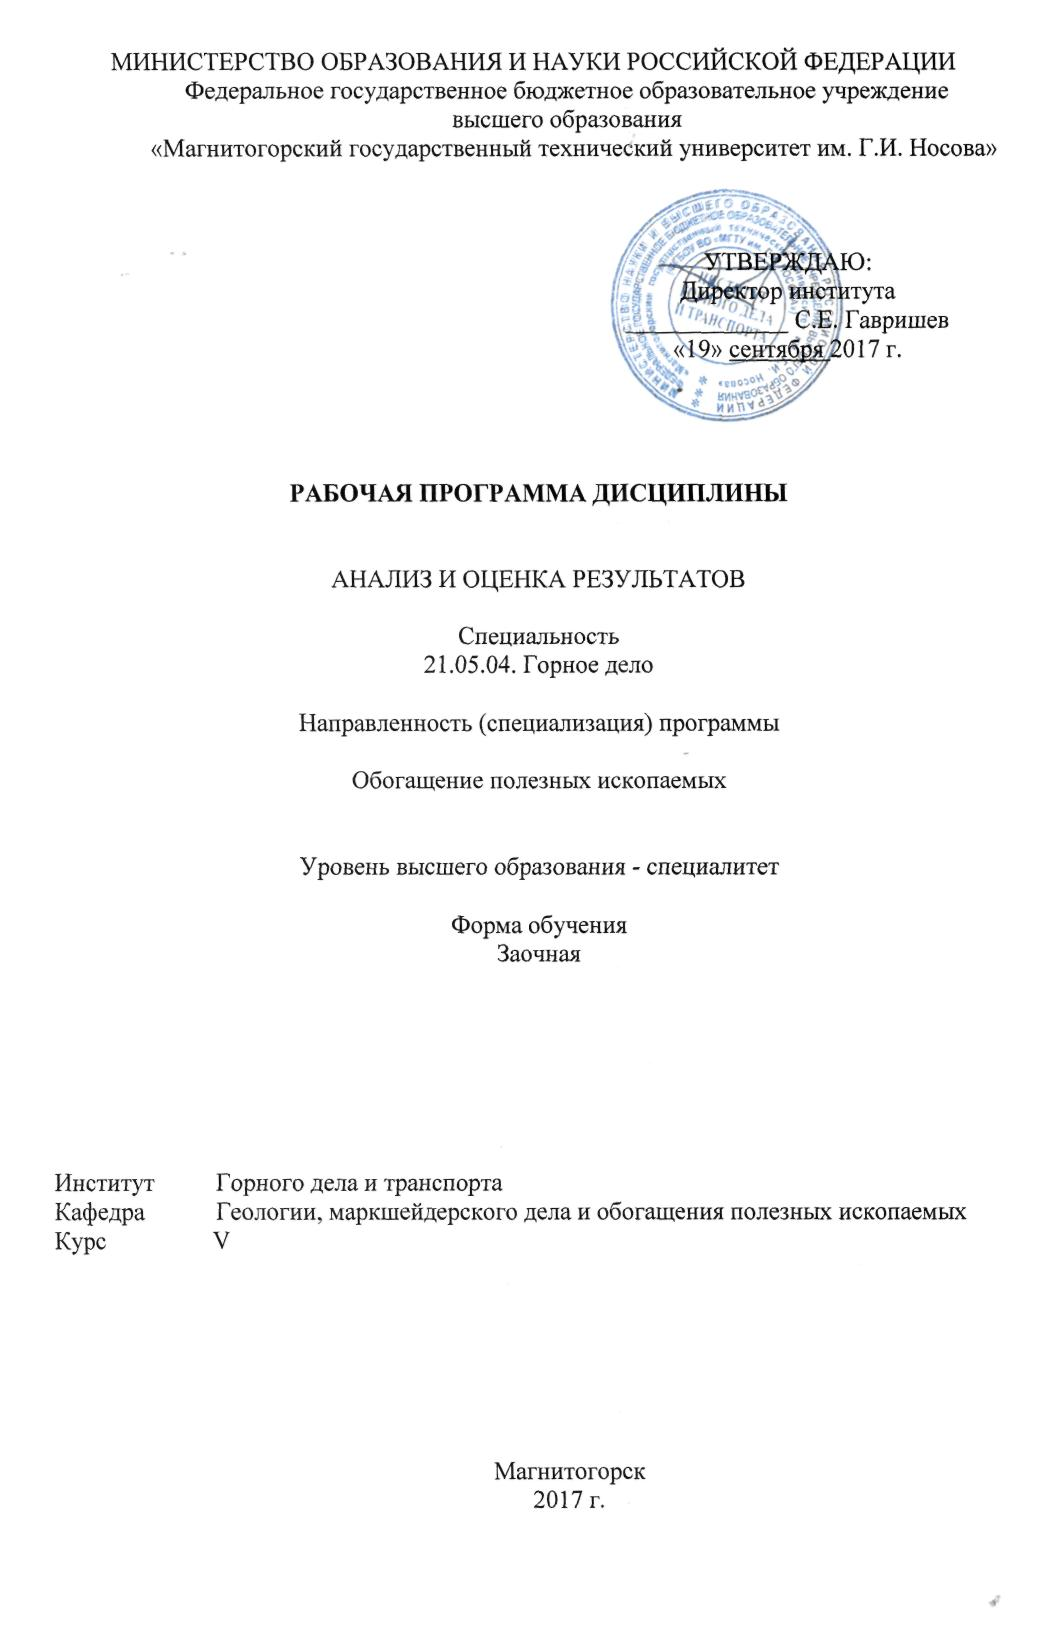 МИНИСТЕРСТВО ОБРАЗОВАНИЯ И НАУКИ РОССИЙСКОЙ ФЕДЕРАЦИИ
Федеральное государственное бюджетное образовательное учреждение
высшего образования
«Магнитогорский государственный технический университет им. Г.И. Носова»
УТВЕРЖДАЮ:
Директор института
С.Е. Гавришев
«19» сентября 2017 г.
РАБОЧАЯ ПРОГРАММА ДИСЦИПЛИНЫ
АНАЛИЗ И ОЦЕНКА РЕЗУЛЬТАТОВ
Специальность
21.05.04. Горное дело
Направленность (специализация) программы
Обогащение полезных ископаемых
Уровень высшего образования - специалитет
Форма обучения
Заочная
Институт Горного дела и транспорта
Кафедра Геологии, маркшейдерского дела и обогащения полезных ископаемых
Курс V
Магнитогорск
2017 г.